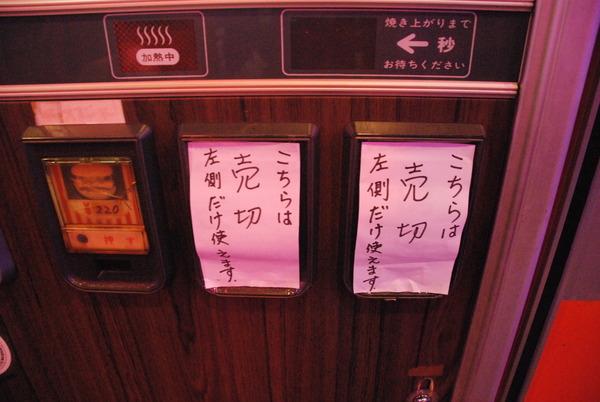 加熱中
焼き上がりまで
← 秒
お待ちください
¥220
押す
こちらは
売切
左側だけ使えます.
こちらは
売切
左側だけ使えます.